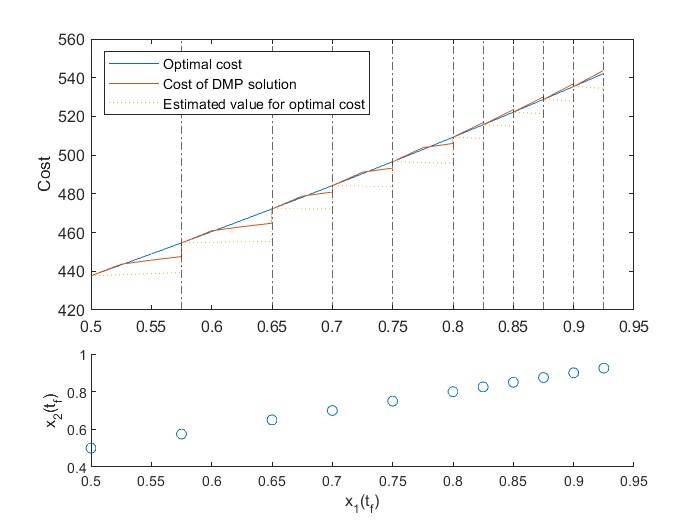 560
540
520
500
480
460
440
420
Cost
Optimal cost
Cost of DMP solution
Estimated value for optimal cost
0.5 0.55 0.6 0.65 0.7 0.75 0.8 0.85 0.9 0.95
1
0.8
0.6
0.4
x₂(t_f)
0.5 0.55 0.6 0.65 0.7 0.75 0.8 0.85 0.9 0.95
x₁(t_f)